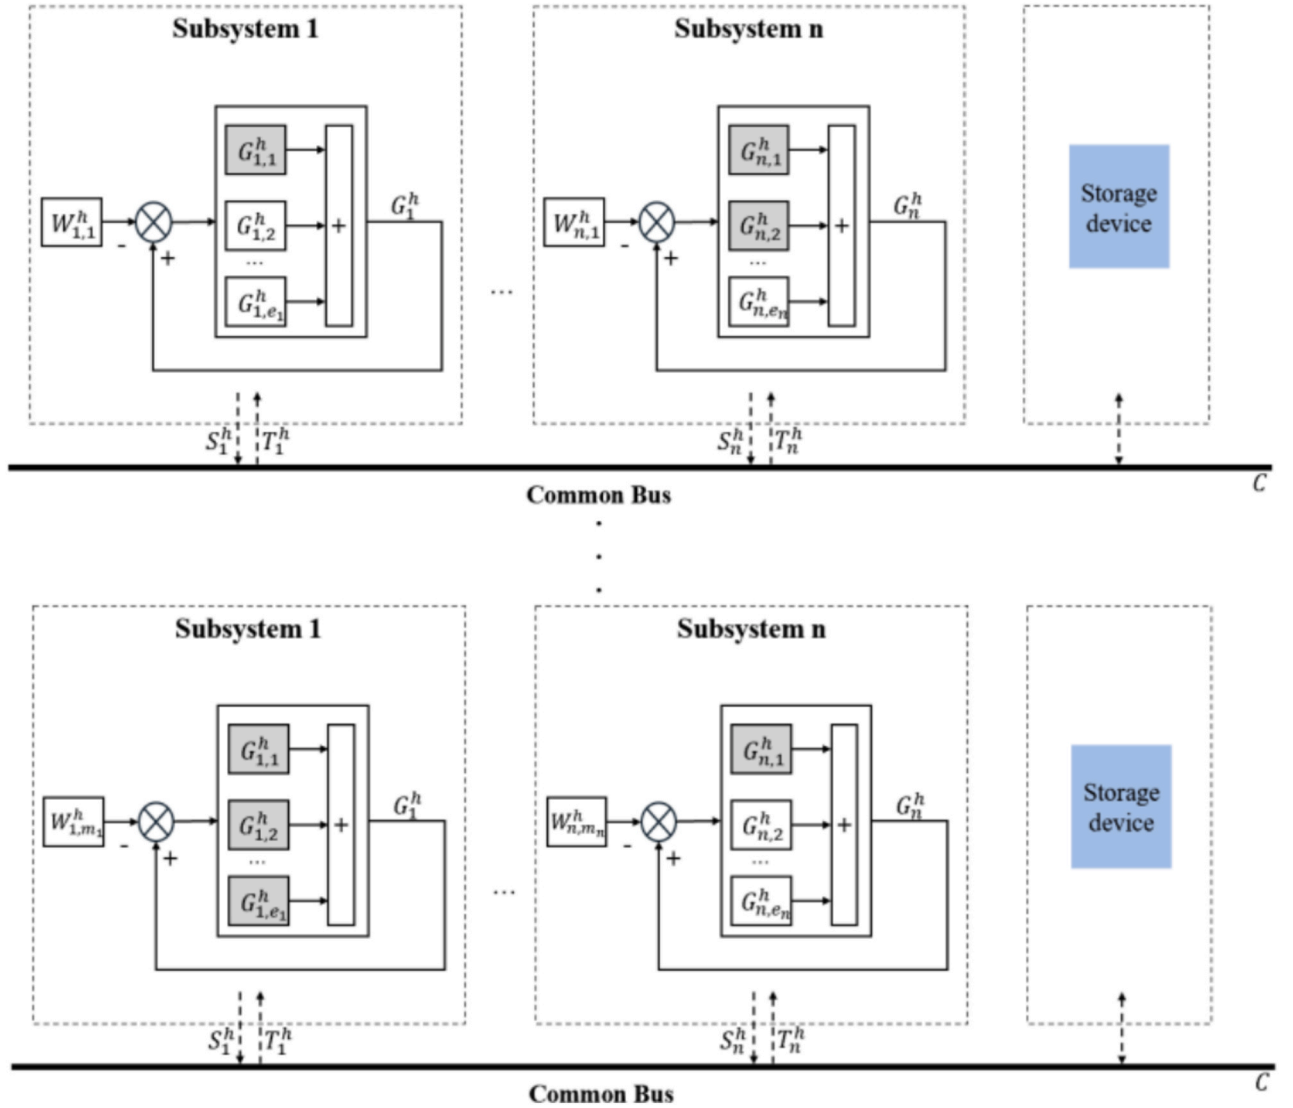 Subsystem 1
Subsystem n
G^h_{1,1}
G^h_{n,1}
Storage device
W^h_{1,1}
G^h_{1,2}
+
G^h_1
W^h_{n,1}
G^h_{n,2}
+
G^h_n
-
+
...
-
+
...
G^h_{1,e_1}
...
G^h_{n,e_n}
S^h_1
T^h_1
S^h_n
T^h_n
Common Bus
C
.
.
.
Subsystem 1
Subsystem n
G^h_{1,1}
G^h_{n,1}
Storage device
W^h_{1,m_1}
G^h_{1,2}
+
G^h_1
W^h_{n,m_n}
G^h_{n,2}
+
G^h_n
-
+
...
-
+
...
G^h_{1,e_1}
...
G^h_{n,e_n}
S^h_1
T^h_1
S^h_n
T^h_n
Common Bus
C